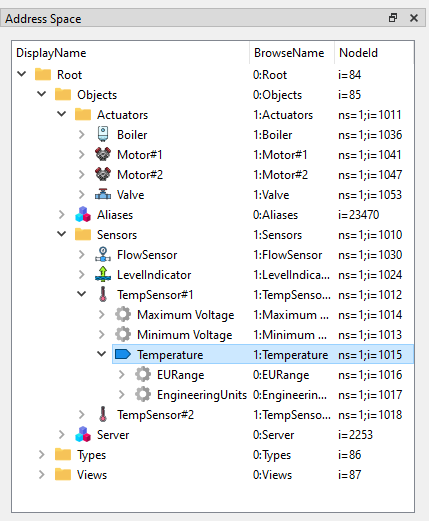 Address Space
DisplayName BrowseName NodeId
Root 0:Root i=84
Objects 0:Objects i=85
Actuators 1:Actuators ns=1;i=1011
Boiler 1:Boiler ns=1;i=1036
Motor#1 1:Motor#1 ns=1;i=1041
Motor#2 1:Motor#2 ns=1;i=1047
Valve 1:Valve ns=1;i=1053
Aliases 0:Aliases i=23470
Sensors 1:Sensors ns=1;i=1010
FlowSensor 1:FlowSensor ns=1;i=1030
LevelIndicator 1:LevelIndica... ns=1;i=1024
TempSensor#1 1:TempSenso... ns=1;i=1012
Maximum Voltage 1:Maximum ... ns=1;i=1014
Minimum Voltage 1:Minimum ... ns=1;i=1013
Temperature 1:Temperature ns=1;i=1015
EURange 0:EURange ns=1;i=1016
EngineeringUnits 0:Engineerin... ns=1;i=1017
TempSensor#2 1:TempSenso... ns=1;i=1018
Server 0:Server i=2253
Types 0:Types i=86
Views 0:Views i=87